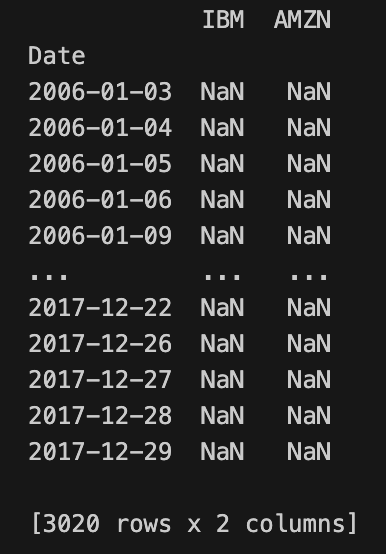 IBM AMZN
Date
2006-01-03 NaN NaN
2006-01-04 NaN NaN
2006-01-05 NaN NaN
2006-01-06 NaN NaN
2006-01-09 NaN NaN
... ... ...
2017-12-22 NaN NaN
2017-12-26 NaN NaN
2017-12-27 NaN NaN
2017-12-28 NaN NaN
2017-12-29 NaN NaN
[3020 rows x 2 columns]